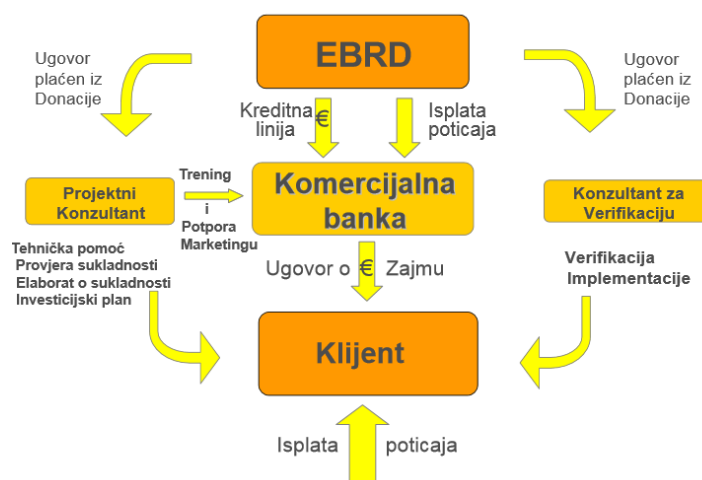 EBRD
Ugovor
plaćen iz
Donacije
Kreditna
linija
€
Isplata
poticaja
Ugovor
plaćen iz
Donacije
Projektni
Konzultant
Trening
i
Potpora
Marketingu
Komercijalna
banka
Konzultant za
Verifikaciju
Tehnička pomoć
Provjera sukladnosti
Elaborat o sukladnosti
Investicijski plan
Ugovor o € Zajmu
Verifikacija
Implementacije
Klijent
Isplata poticaja